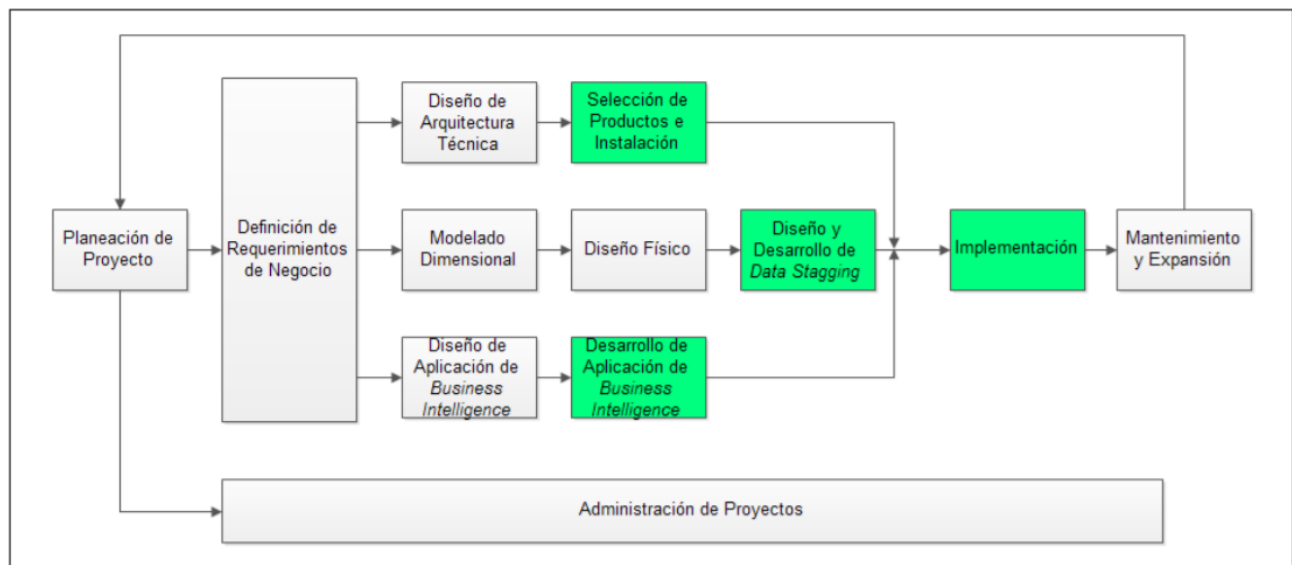 Diseño de
Arquitectura
Técnica
Selección de
Productos e
Instalación
Planeación de
Proyecto
Definición de
Requerimientos
de Negocio
Modelado
Dimensional
Diseño Físico
Diseño y
Desarrollo de
Data Stagging
Implementación
Mantenimiento
y Expansión
Diseño de
Aplicación de
Business
Intelligence
Desarrollo de
Aplicación de
Business
Intelligence
Administración de Proyectos